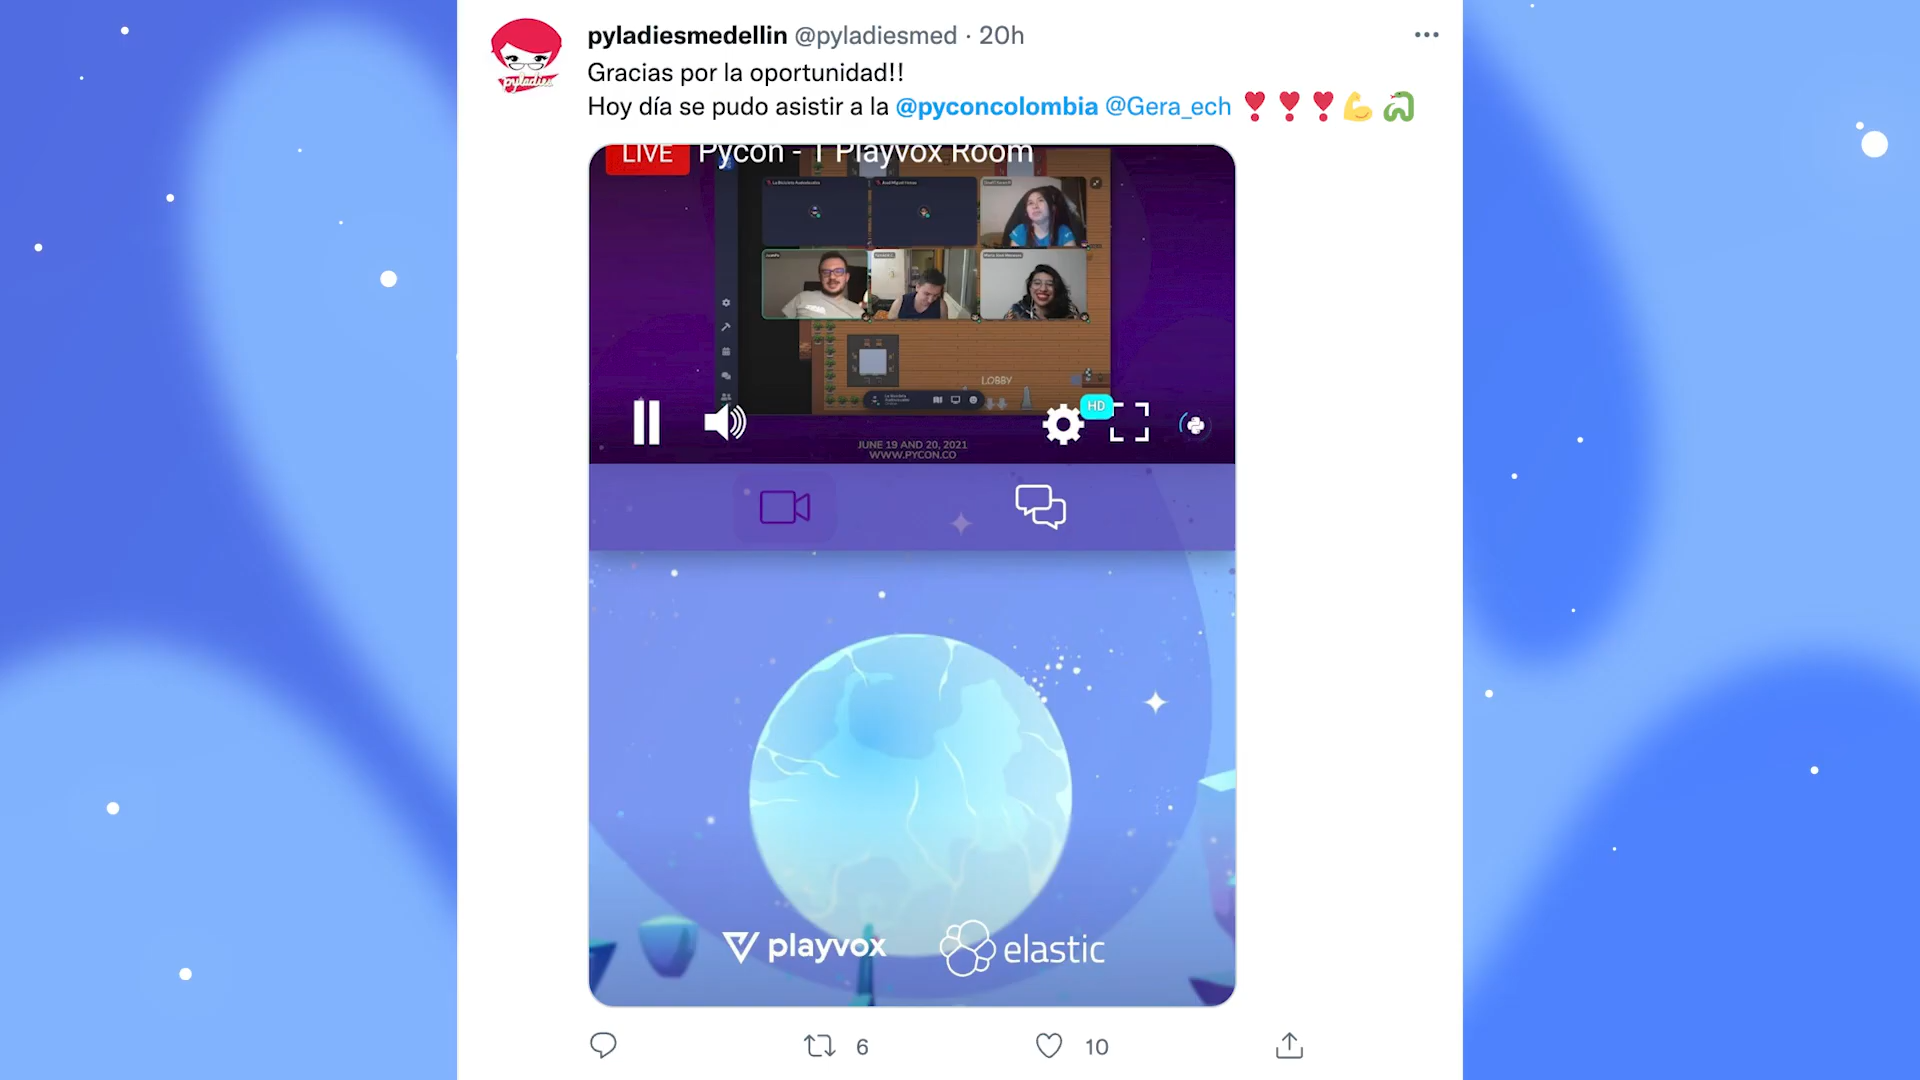 pyladiesmedellin @pyladiesmed · 20h
Gracias por la oportunidad!!
Hoy día se pudo asistir a la @pyconcolombia @Gera_ech ❣❣❣💪🐍
pyladies
LIVE Pycon - 1 Playvox Room
LOBBY
HD
JUNE 19 AND 20, 2021
WWW.PYCON.CO
playvox elastic
6 10